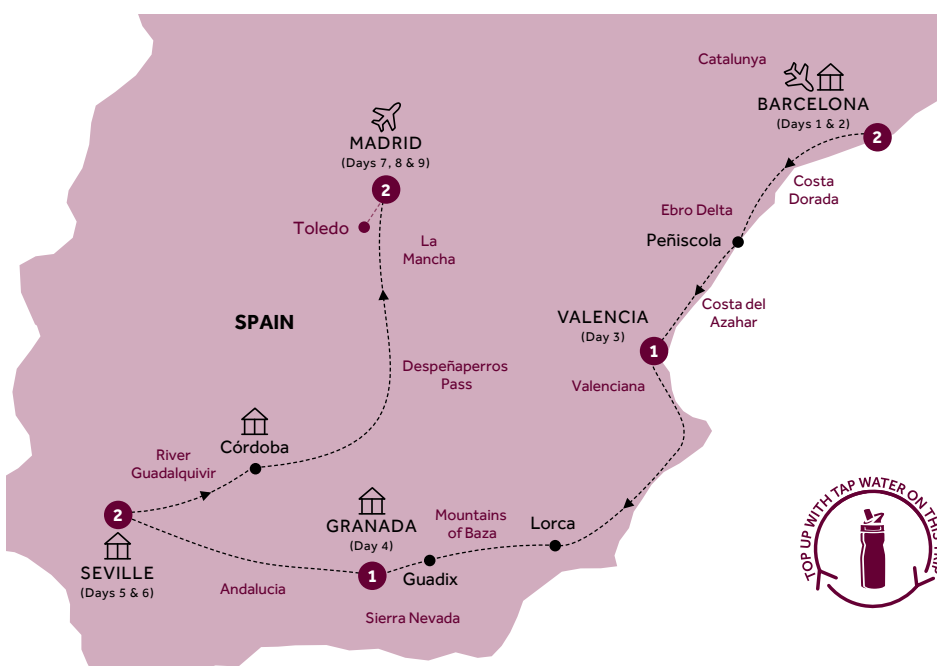 Catalunya
BARCELONA
(Days 1 & 2)
2
MADRID
(Days 7, 8 & 9)
2
Costa
Dorada
Ebro Delta
Toledo
Peñiscola
La
Mancha
SPAIN
VALENCIA
(Day 3)
1
Costa del
Azahar
Despeñaperros
Pass
Valenciana
Córdoba
River
Guadalquivir
2
SEVILLE
(Days 5 & 6)
GRANADA
(Day 4)
1
Mountains
of Baza
Lorca
Guadix
Andalucia
Sierra Nevada
TOP UP WITH TAP WATER ON THIS TRIP